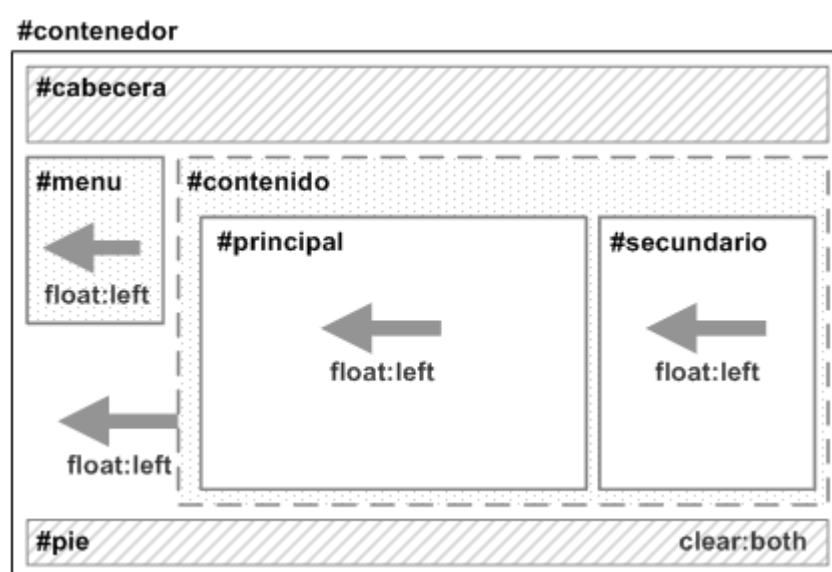 #contenedor
#cabecera
#menu
#contenido
#principal
#secundario
float:left
float:left
float:left
float:left
#pie
clear:both